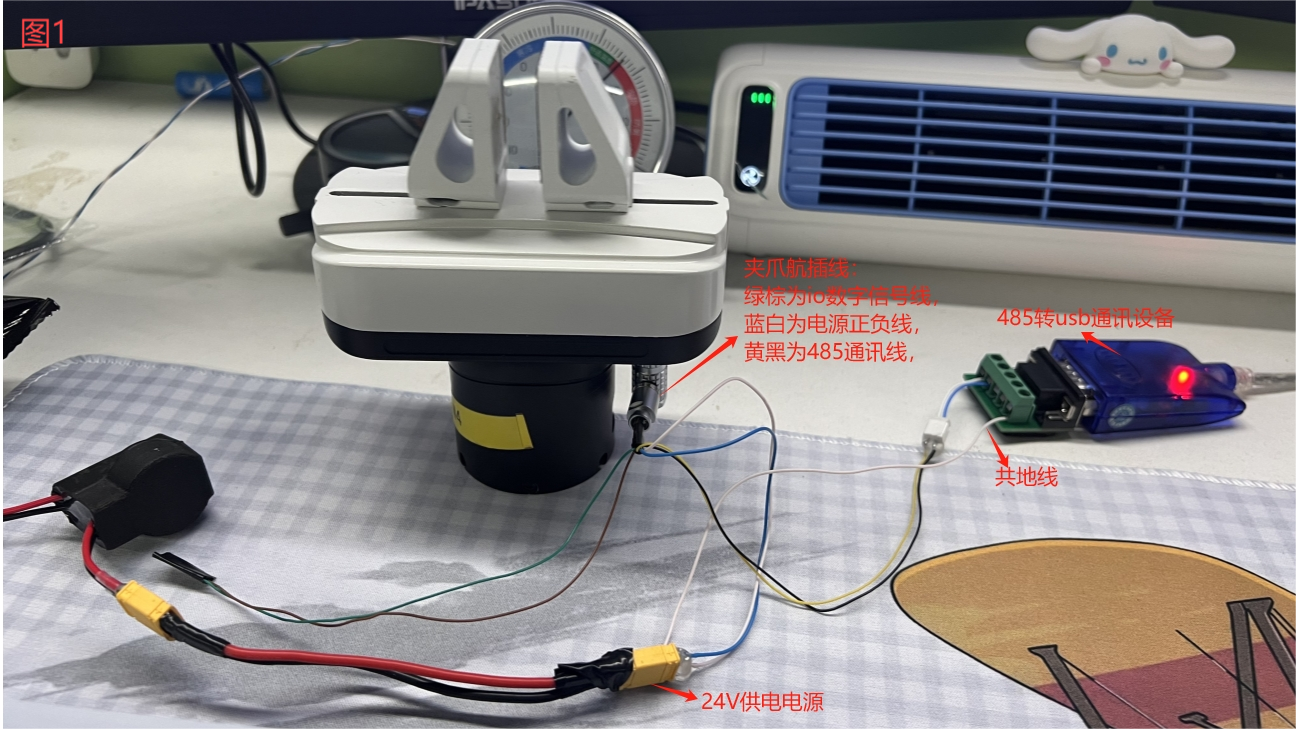 图1
夹爪航插线：
绿棕为io数字信号线，
蓝白为电源正负线，
黄黑为485通讯线，
485转usb通讯设备
共地线
24V供电电源